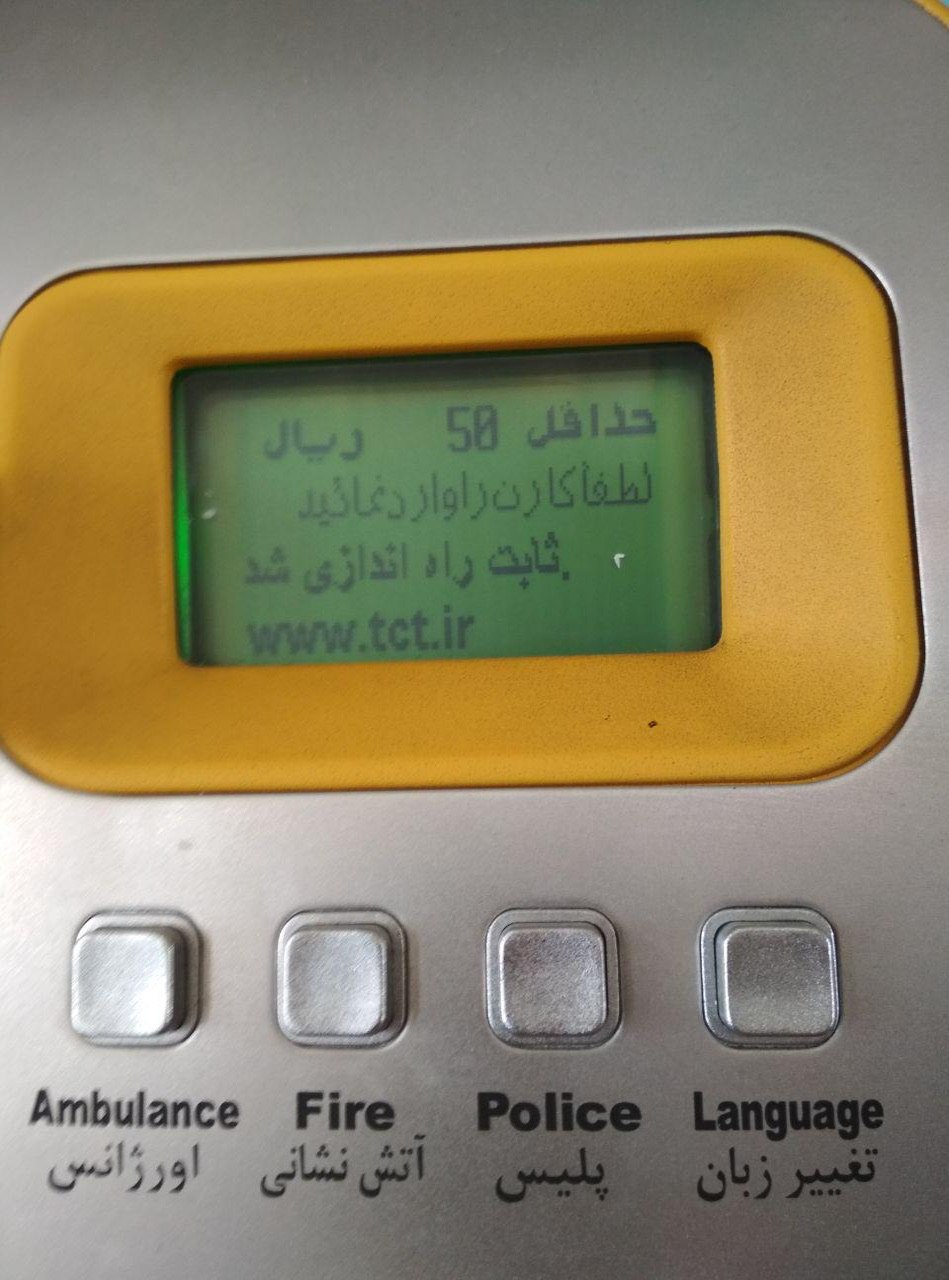 حداقل 50 ریال
لطفاً کارت را وارد نمائید
ثابت راه اندازی شد.
www.tct.ir
Ambulance Fire Police Language
اورژانس آتش نشانی پلیس تغییر زبان